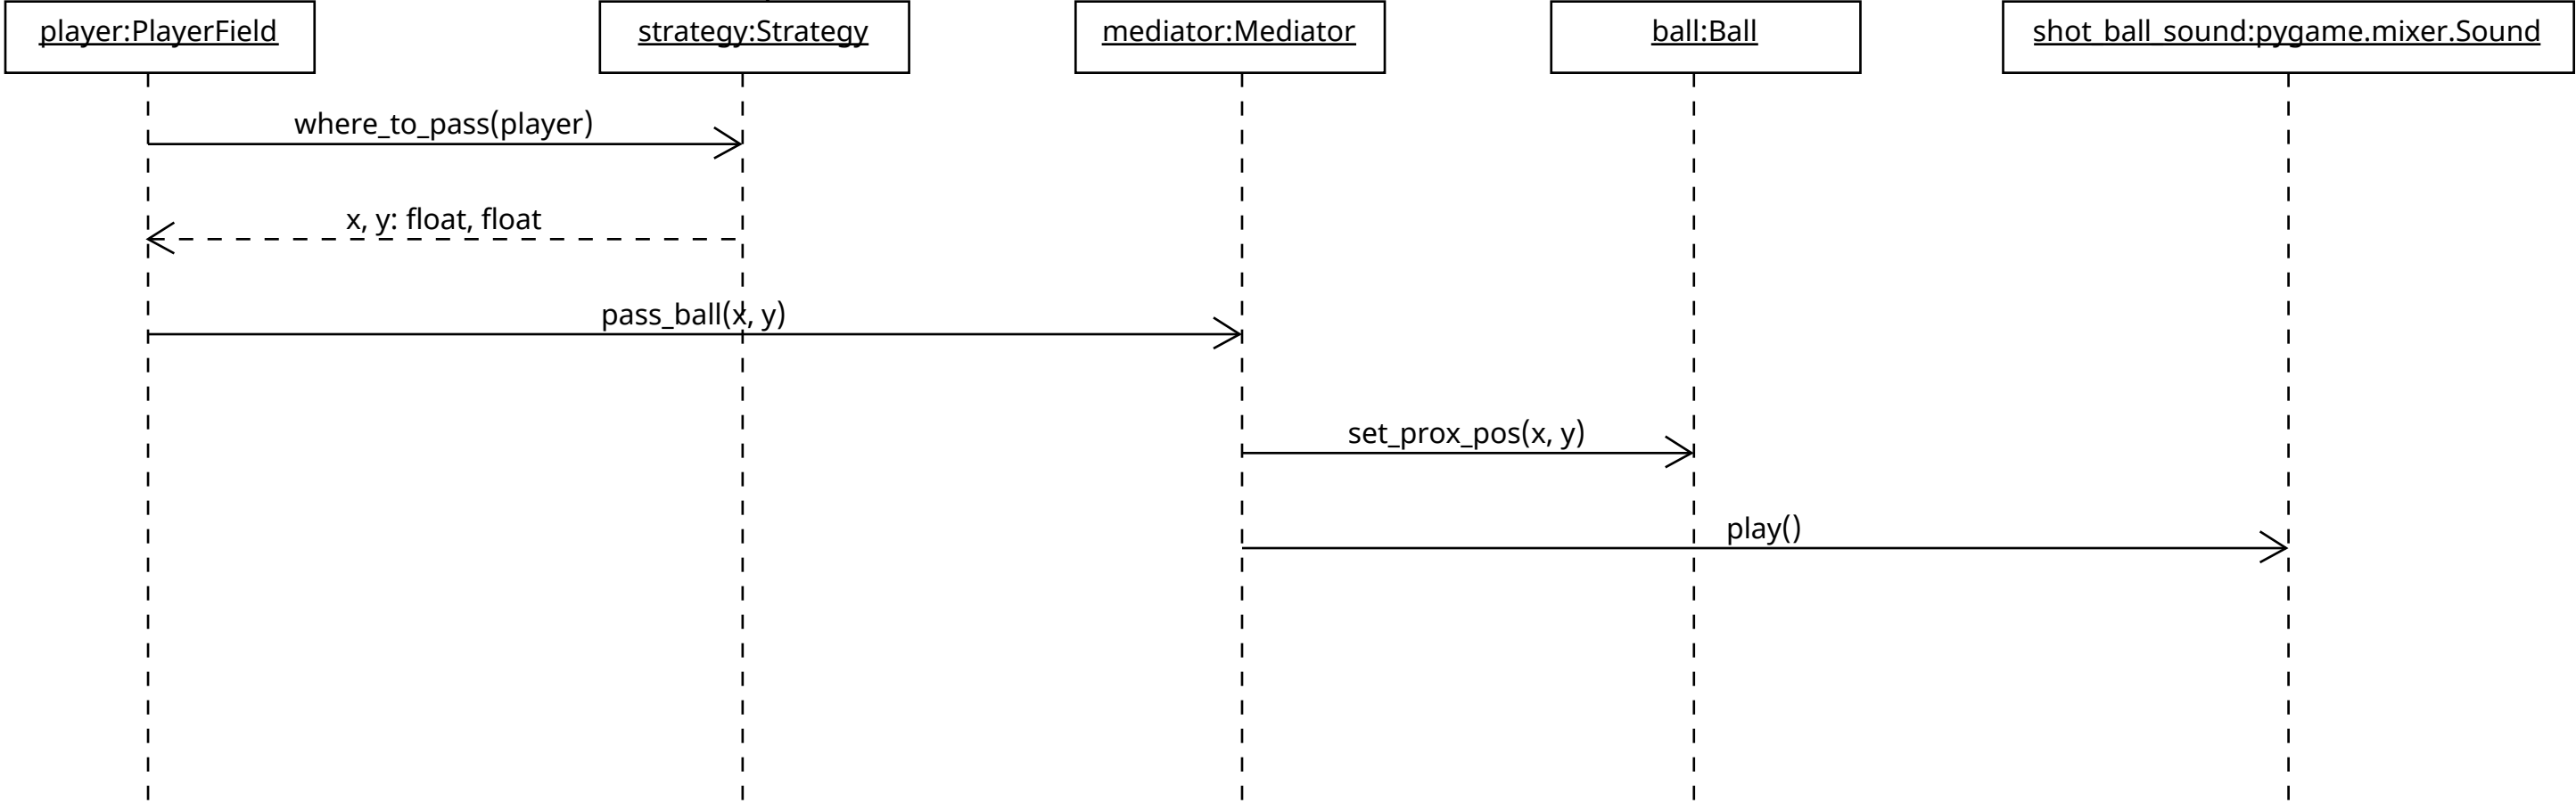 player:PlayerField
strategy:Strategy
mediator:Mediator
ball:Ball
shot_ball_sound:pygame.mixer.Sound
where_to_pass(player)
x, y: float, float
pass_ball(x, y)
set_prox_pos(x, y)
play()